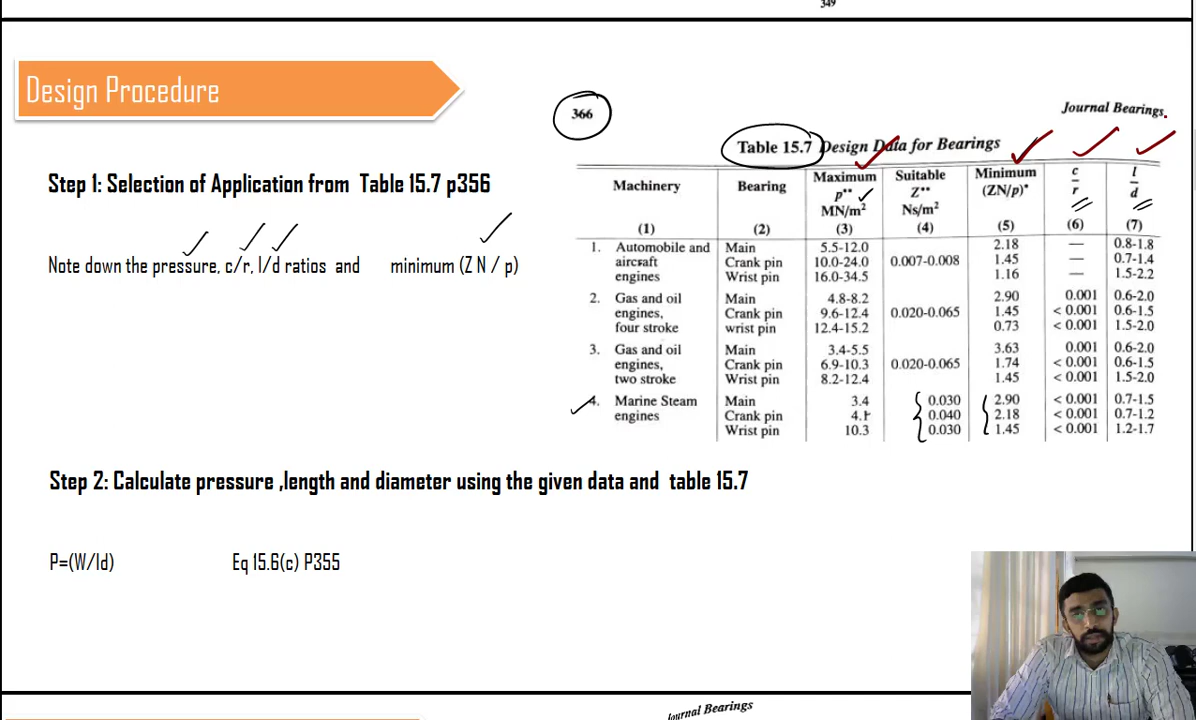 349
Design Procedure
366
Journal Bearings.
Table 15.7 Design Data for Bearings
Machinery Bearing Maximum p** MN/m² Suitable Z** Ns/m² Minimum (ZN/p)* c/r l/d
(1) (2) (3) (4) (5) (6) (7)
1. Automobile and Main 5.5-12.0 2.18 — 0.8-1.8
aircraft Crank pin 10.0-24.0 0.007-0.008 1.45 — 0.7-1.4
engines Wrist pin 16.0-34.5 1.16 — 1.5-2.2
2. Gas and oil Main 4.8-8.2 2.90 0.001 0.6-2.0
engines, Crank pin 9.6-12.4 0.020-0.065 1.45 < 0.001 0.6-1.5
four stroke wrist pin 12.4-15.2 0.73 < 0.001 1.5-2.0
3. Gas and oil Main 3.4-5.5 3.63 0.001 0.6-2.0
engines, Crank pin 6.9-10.3 0.020-0.065 1.74 < 0.001 0.6-1.5
two stroke Wrist pin 8.2-12.4 1.45 < 0.001 1.5-2.0
4. Marine Steam Main 3.4 0.030 2.90 < 0.001 0.7-1.5
engines Crank pin 4.1 0.040 2.18 < 0.001 0.7-1.2
Wrist pin 10.3 0.030 1.45 < 0.001 1.2-1.7
Step 1: Selection of Application from Table 15.7 p356
Note down the pressure, c/r, l/d ratios and minimum (Z N / p)
Step 2: Calculate pressure ,length and diameter using the given data and table 15.7
P=(W/ld) Eq 15.6(c) P355
Journal Bearings